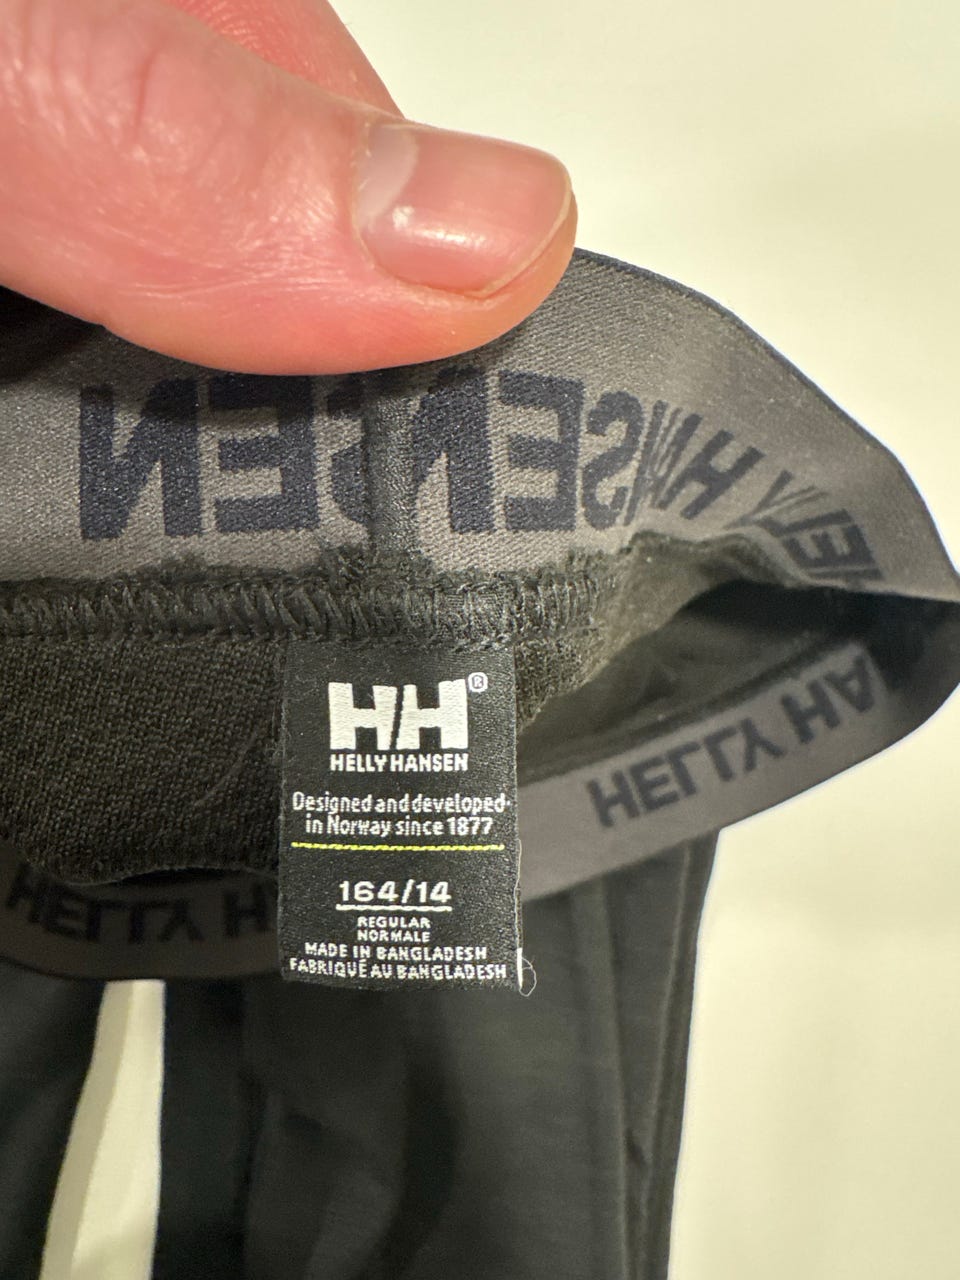 HELLY HANSEN
HH®
HELLY HANSEN
Designed and developed
in Norway since 1877
164/14
REGULAR
NORMALE
MADE IN BANGLADESH
FABRIQUÉ AU BANGLADESH
HELLY HA
HELLY H